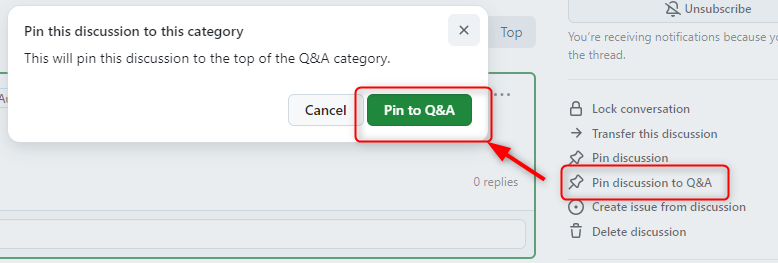 Pin this discussion to this category
This will pin this discussion to the top of the Q&A category.
Cancel
Pin to Q&A
Top
0 replies
Unsubscribe
You're receiving notifications because
the thread.
Lock conversation
Transfer this discussion
Pin discussion
Pin discussion to Q&A
Create issue from discussion
Delete discussion